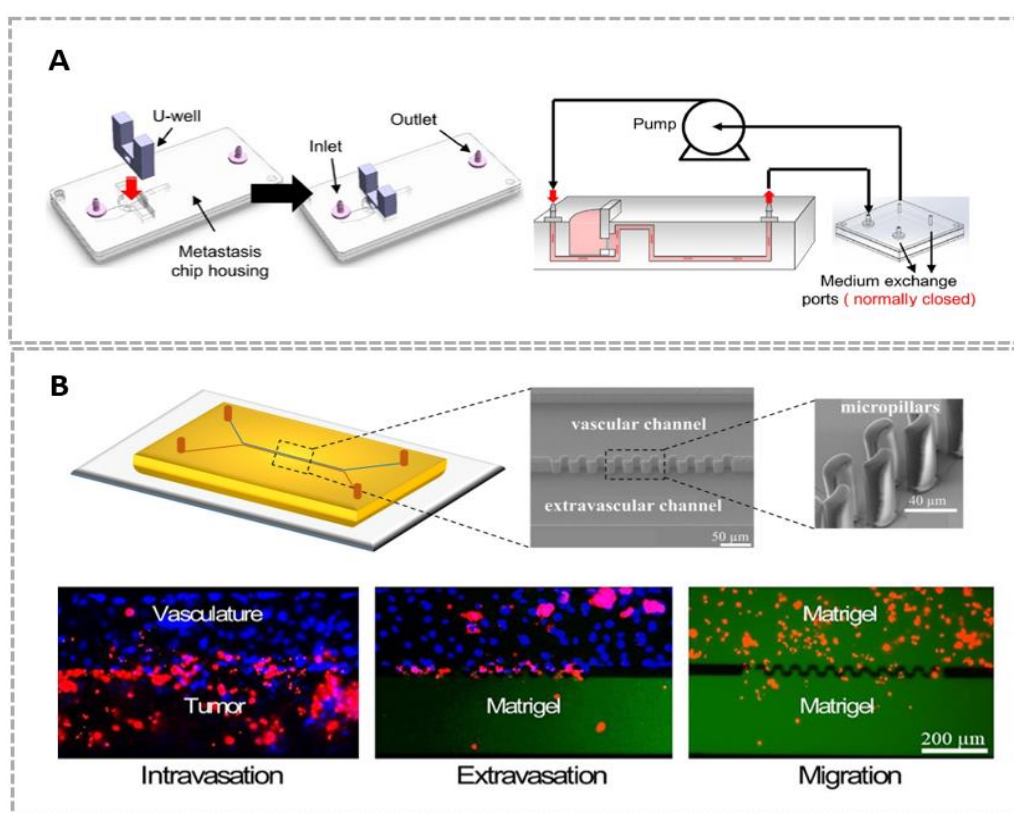 A
U-well
Inlet
Outlet
Metastasis
chip housing
Pump
Medium exchange
ports ( normally closed)
B
vascular channel
extravascular channel
50 µm
micropillars
40 µm
Vasculature
Tumor
Intravasation
Matrigel
Extravasation
Matrigel
Matrigel
200 µm
Migration